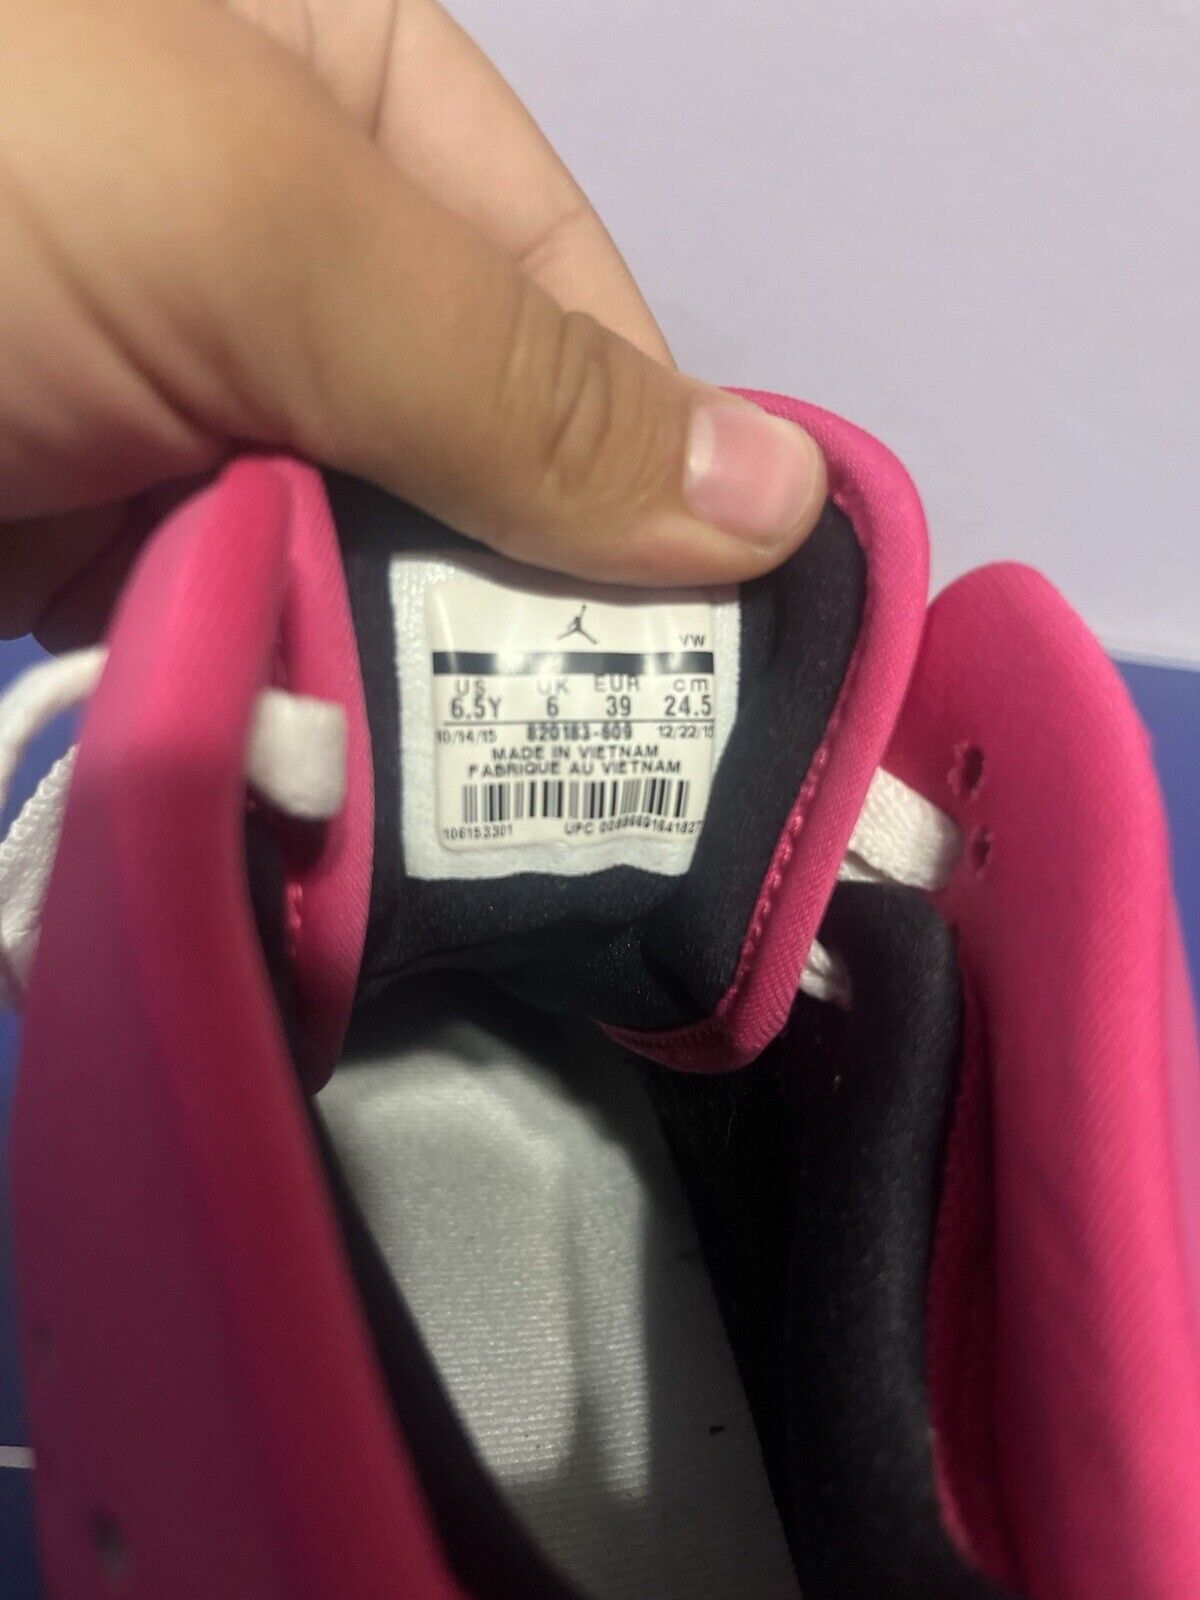 VW
US UK EUR cm
6.5Y 6 39 24.5
10/14/15 820183-609 12/22/15
MADE IN VIETNAM
FABRIQUE AU VIETNAM
106153301 UPC